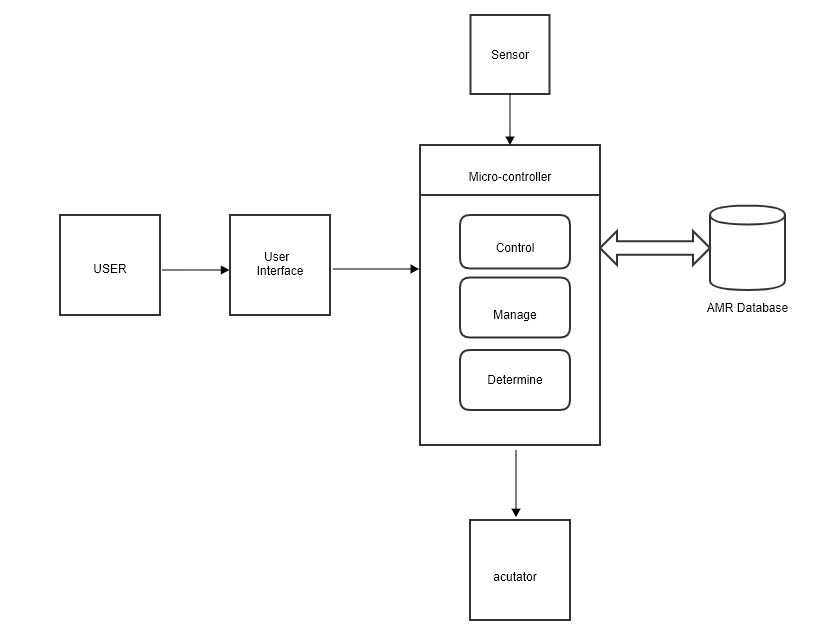 Sensor
Micro-controller
USER
User
Interface
Control
Manage
Determine
AMR Database
acutator